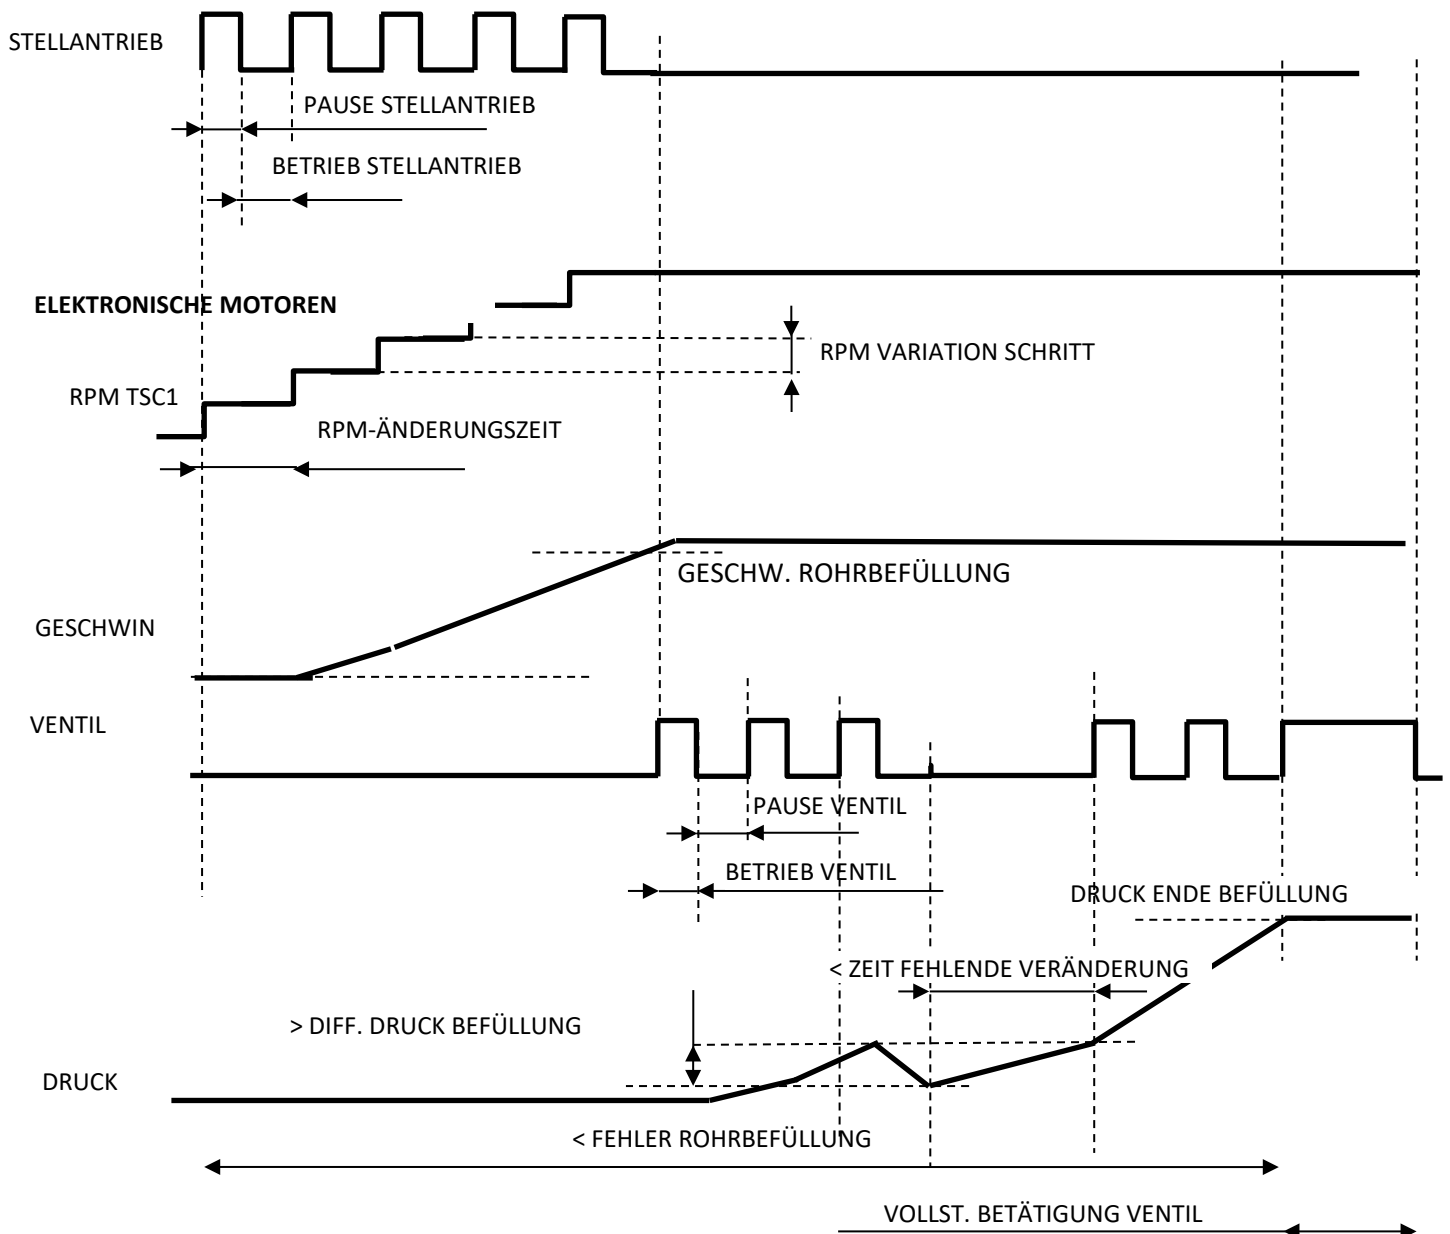 STELLANTRIEB
PAUSE STELLANTRIEB
BETRIEB STELLANTRIEB
ELEKTRONISCHE MOTOREN
RPM VARIATION SCHRITT
RPM TSC1
RPM-ÄNDERUNGSZEIT
GESCHW. ROHRBEFÜLLUNG
GESCHWIN
VENTIL
PAUSE VENTIL
BETRIEB VENTIL
DRUCK ENDE BEFÜLLUNG
< ZEIT FEHLENDE VERÄNDERUNG
> DIFF. DRUCK BEFÜLLUNG
DRUCK
< FEHLER ROHRBEFÜLLUNG
VOLLST. BETÄTIGUNG VENTIL